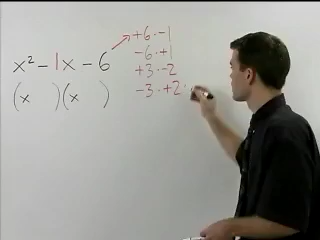 x² - 1x - 6
(x   )(x   )
+6 · -1
-6 · +1
+3 · -2
-3 · +2 ·